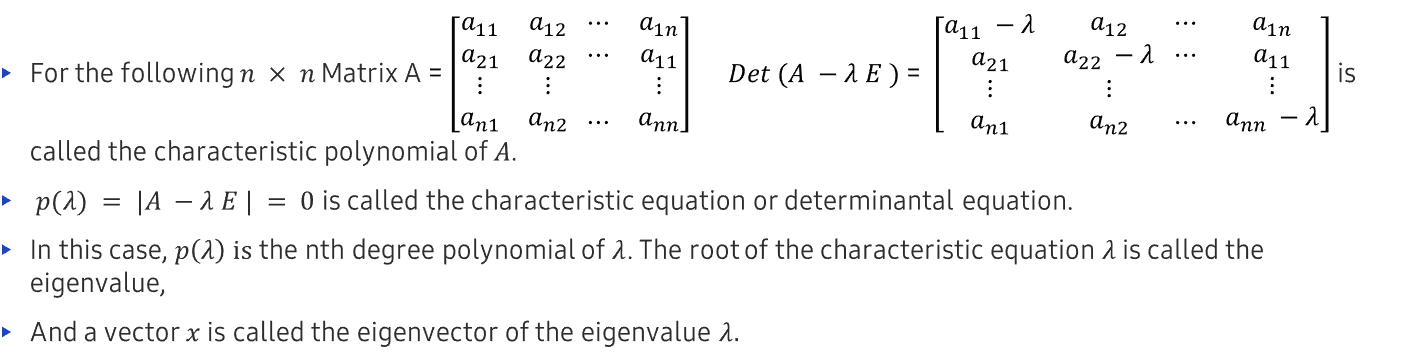 ▸ For the following n × n Matrix A = [a11 a12 ⋯ a1n; a21 a22 ⋯ a11; ⋮ ⋮ ⋮; an1 an2 ⋯ ann] Det (A − λ E ) = [a11 − λ a12 ⋯ a1n; a21 a22 − λ ⋯ a11; ⋮ ⋮ ⋮; an1 an2 ⋯ ann − λ] is
called the characteristic polynomial of A.
▸ p(λ) = |A − λ E | = 0 is called the characteristic equation or determinantal equation.
▸ In this case, p(λ) is the nth degree polynomial of λ. The root of the characteristic equation λ is called the
eigenvalue,
▸ And a vector x is called the eigenvector of the eigenvalue λ.